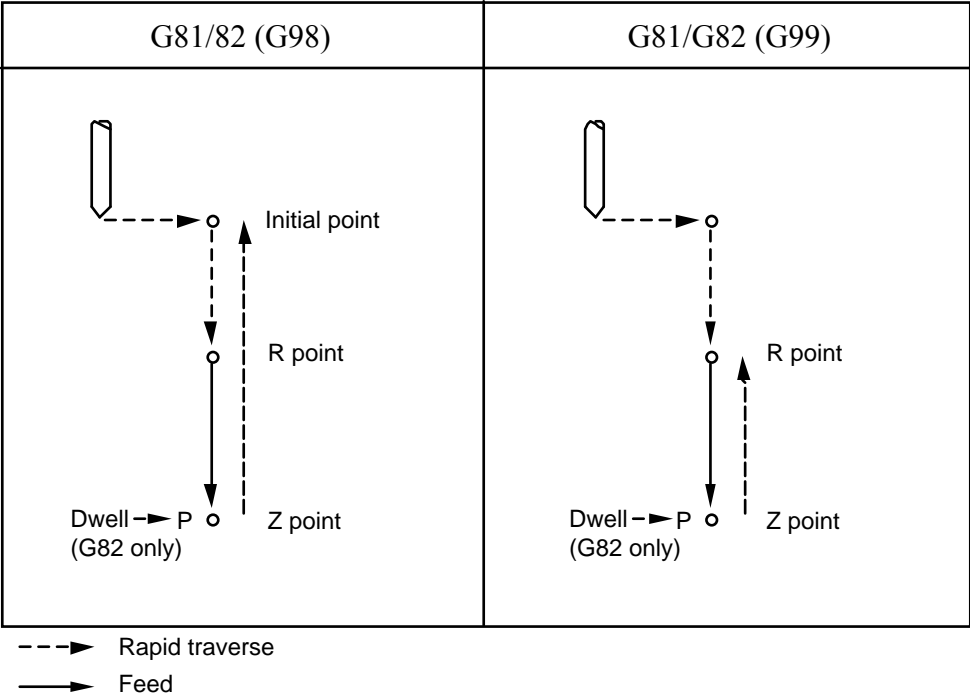 G81/82 (G98)
G81/G82 (G99)
Initial point
R point
Dwell P
(G82 only)
Z point
R point
Dwell P
(G82 only)
Z point
Rapid traverse
Feed